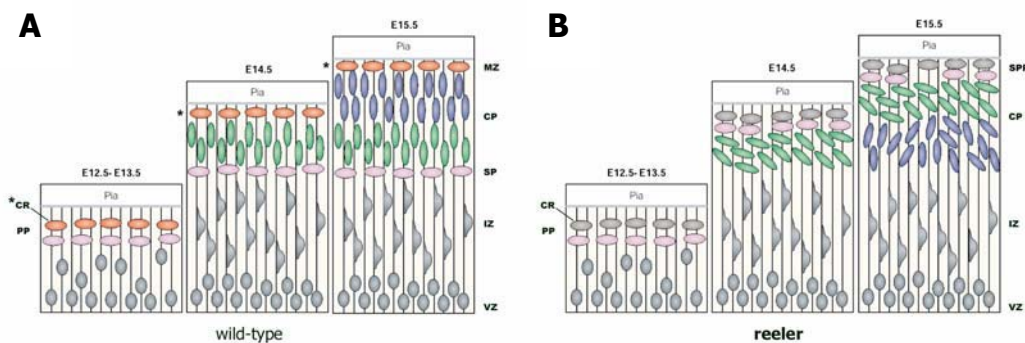 A
E15.5
Pia
* MZ
E14.5
Pia
*
CP
E12.5- E13.5
SP
Pia
*CR
PP
IZ
VZ
wild-type
B
E15.5
Pia
SPP
E14.5
Pia
CP
E12.5- E13.5
Pia
CR
PP
IZ
VZ
reeler